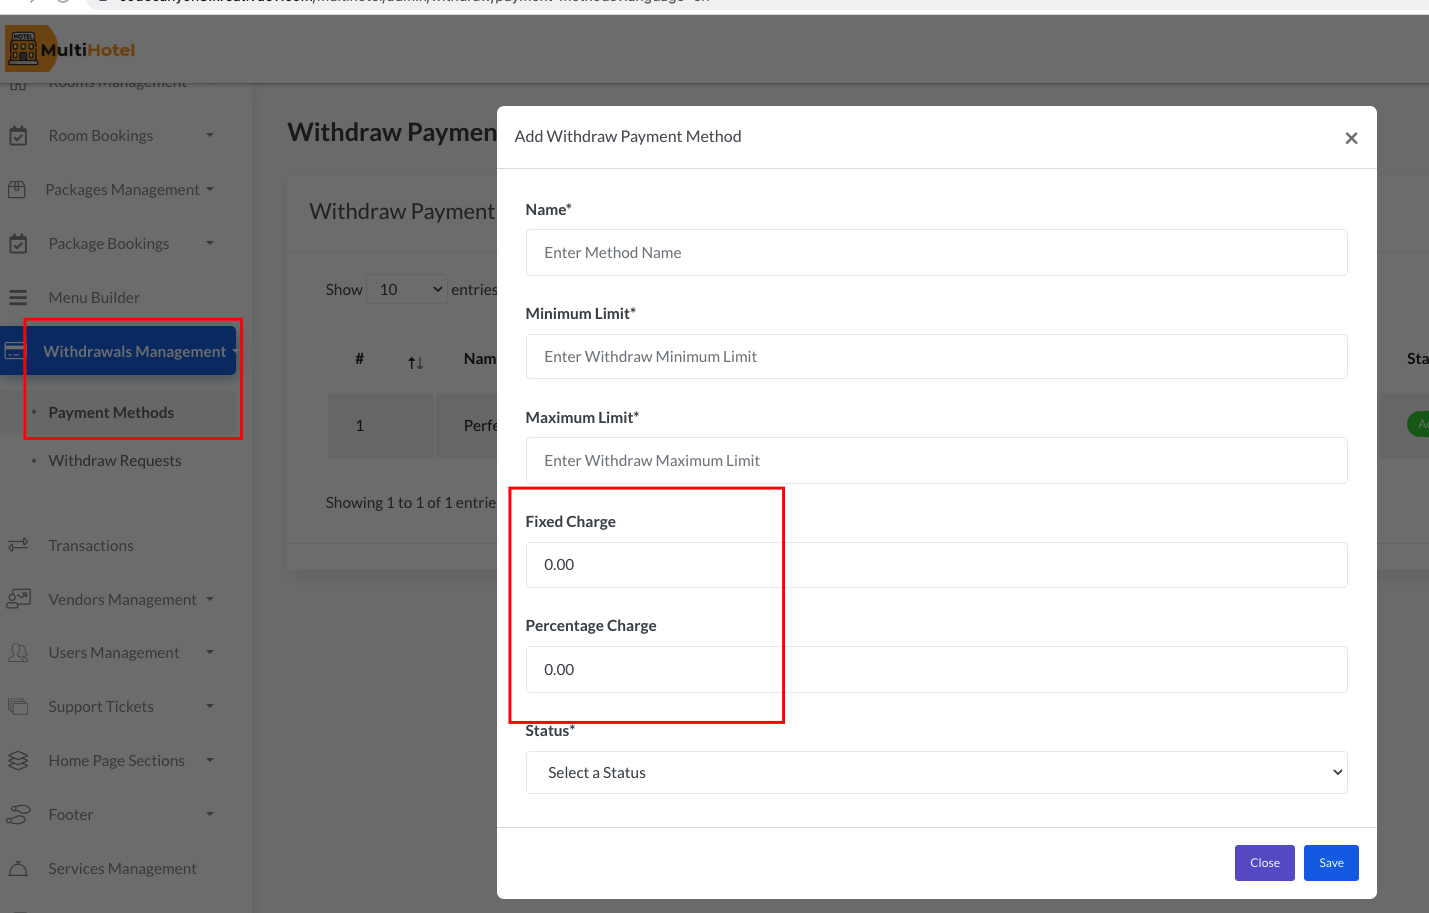 HOTEL
MultiHotel
Rooms Management
Room Bookings
Packages Management
Package Bookings
Menu Builder
Withdrawals Management
Payment Methods
Withdraw Requests
Transactions
Vendors Management
Users Management
Support Tickets
Home Page Sections
Footer
Services Management
Withdraw Paymen
Withdraw Payment
Show 10 entries
# Nam
Sta
1 Perfe
Ac
Showing 1 to 1 of 1 entrie
Add Withdraw Payment Method
×
Name*
Enter Method Name
Minimum Limit*
Enter Withdraw Minimum Limit
Maximum Limit*
Enter Withdraw Maximum Limit
Fixed Charge
0.00
Percentage Charge
0.00
Status*
Select a Status
Close
Save